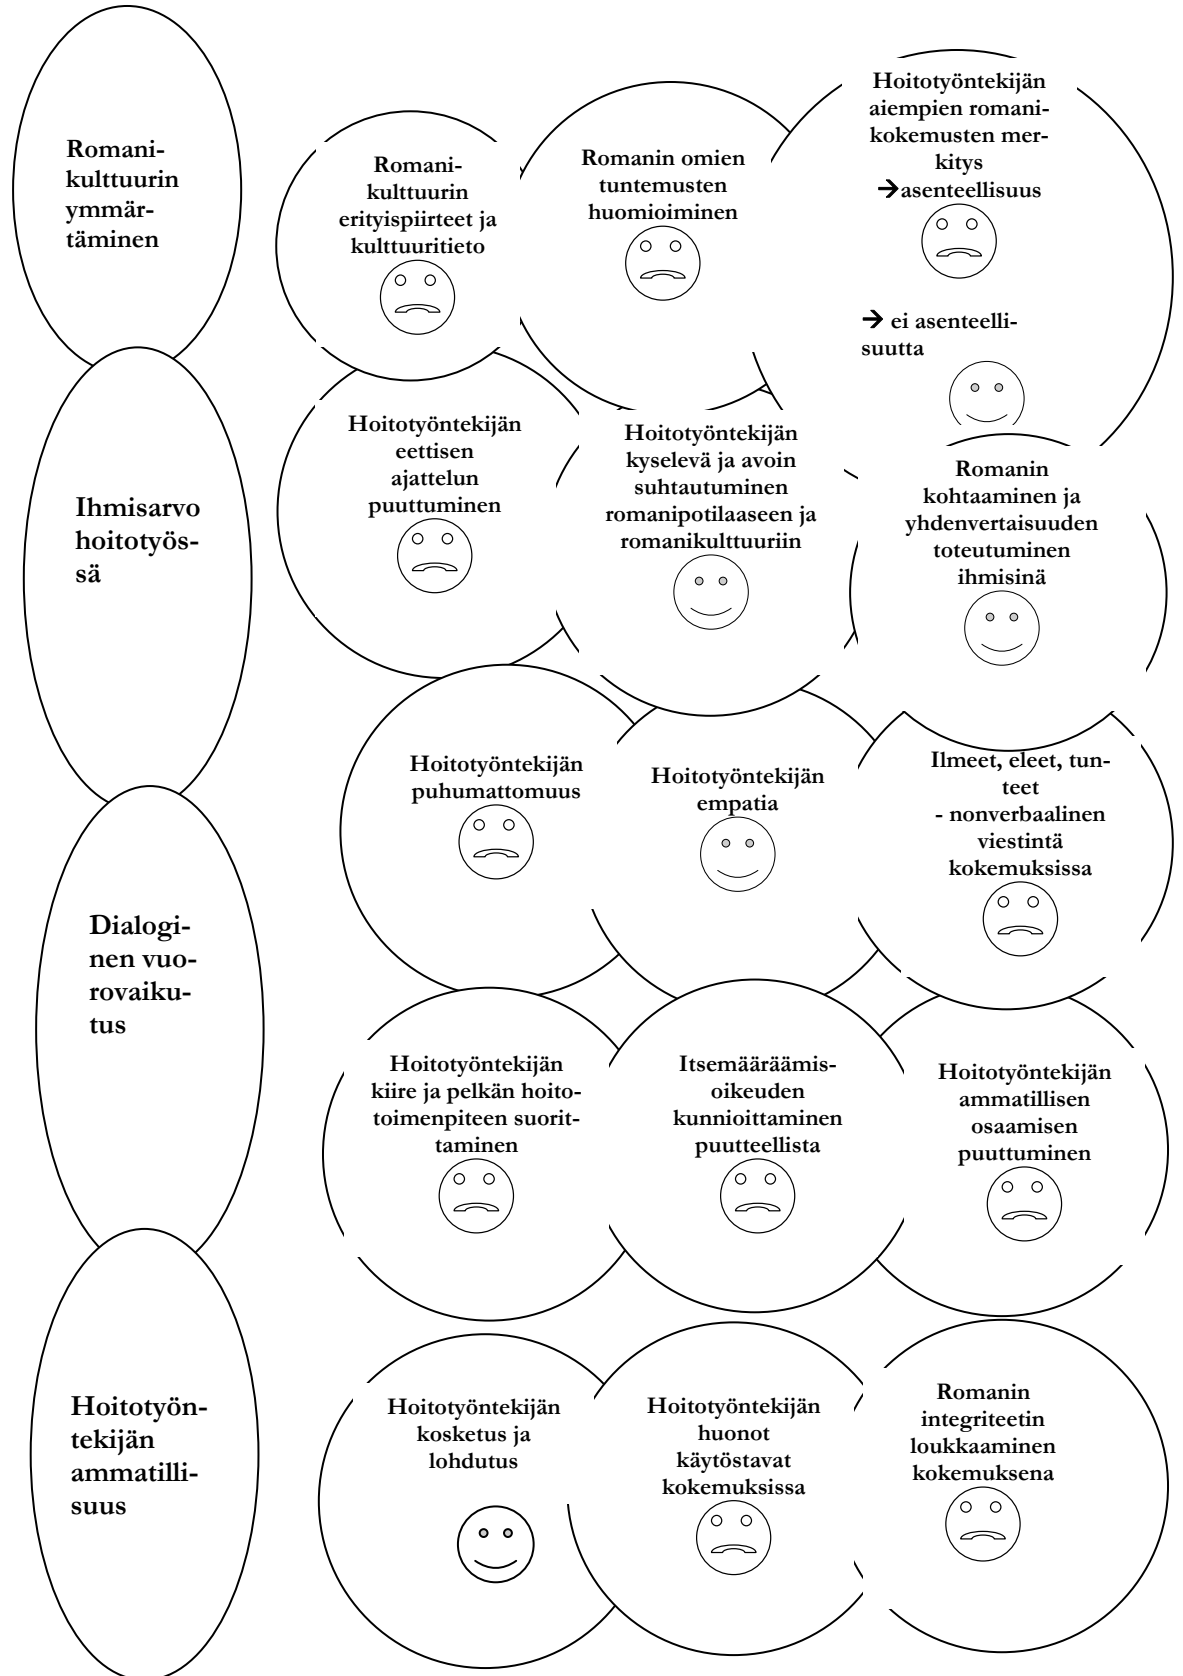 Romani-
kulttuurin
ymmär-
täminen
Romani-
kulttuurin
erityispiirteet ja
kulttuuritieto
Romanin omien
tuntemusten
huomioiminen
Hoitotyöntekijän
aiempien romani-
kokemusten mer-
kitys
→asenteellisuus
→ ei asenteelli-
suutta
Ihmisarvo
hoitotyös-
sä
Hoitotyöntekijän
eettisen
ajattelun
puuttuminen
Hoitotyöntekijän
kyselevä ja avoin
suhtautuminen
romanipotilaaseen ja
romanikulttuuriin
Romanin
kohtaaminen ja
yhdenvertaisuuden
toteutuminen
ihmisinä
Dialogi-
nen vuo-
rovaiku-
tus
Hoitotyöntekijän
puhumattomuus
Hoitotyöntekijän
empatia
Ilmeet, eleet, tun-
teet
- nonverbaalinen
viestintä
kokemuksissa
Hoitotyöntekijän
kiire ja pelkän hoito-
toimenpiteen suorit-
taminen
Itsemääräämis-
oikeuden
kunnioittaminen
puutteellista
Hoitotyöntekijän
ammatillisen
osaamisen
puuttuminen
Hoitotyön-
tekijän
ammatilli-
suus
Hoitotyöntekijän
kosketus ja
lohdutus
Hoitotyöntekijän
huonot
käytöstavat
kokemuksissa
Romanin
integriteetin
loukkaaminen
kokemuksena